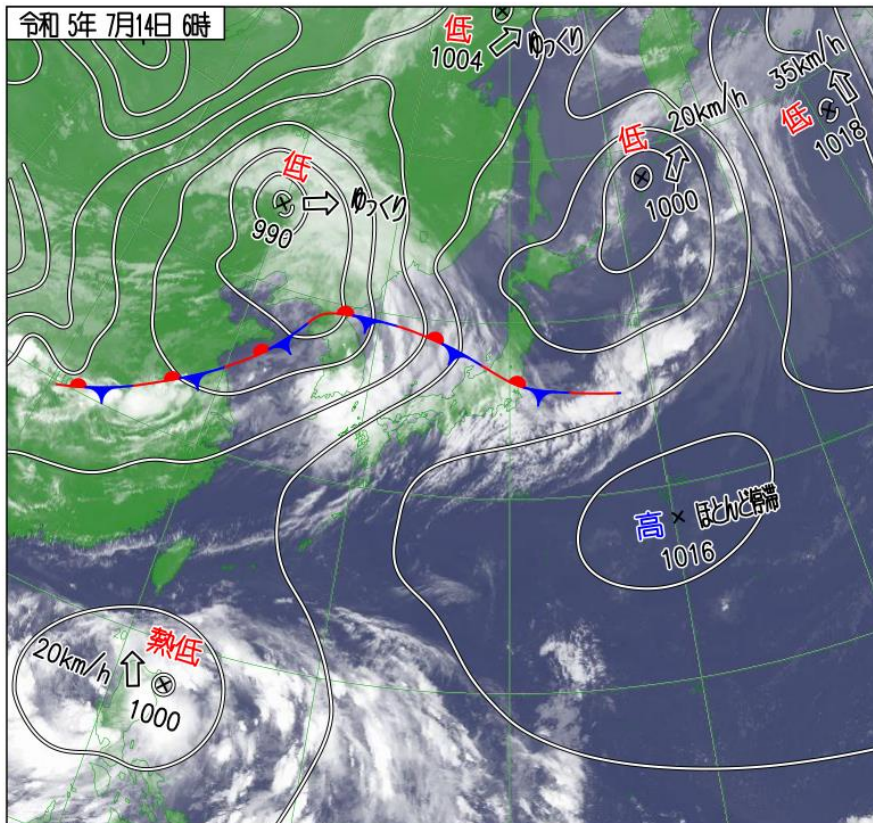 令和 5年 7月14日 6時
低
1004
ゆっくり
低
20km/h
1000
35km/h
低
1018
低
990
ゆっくり
高
ほとんど停滞
1016
熱低
20km/h
1000
20